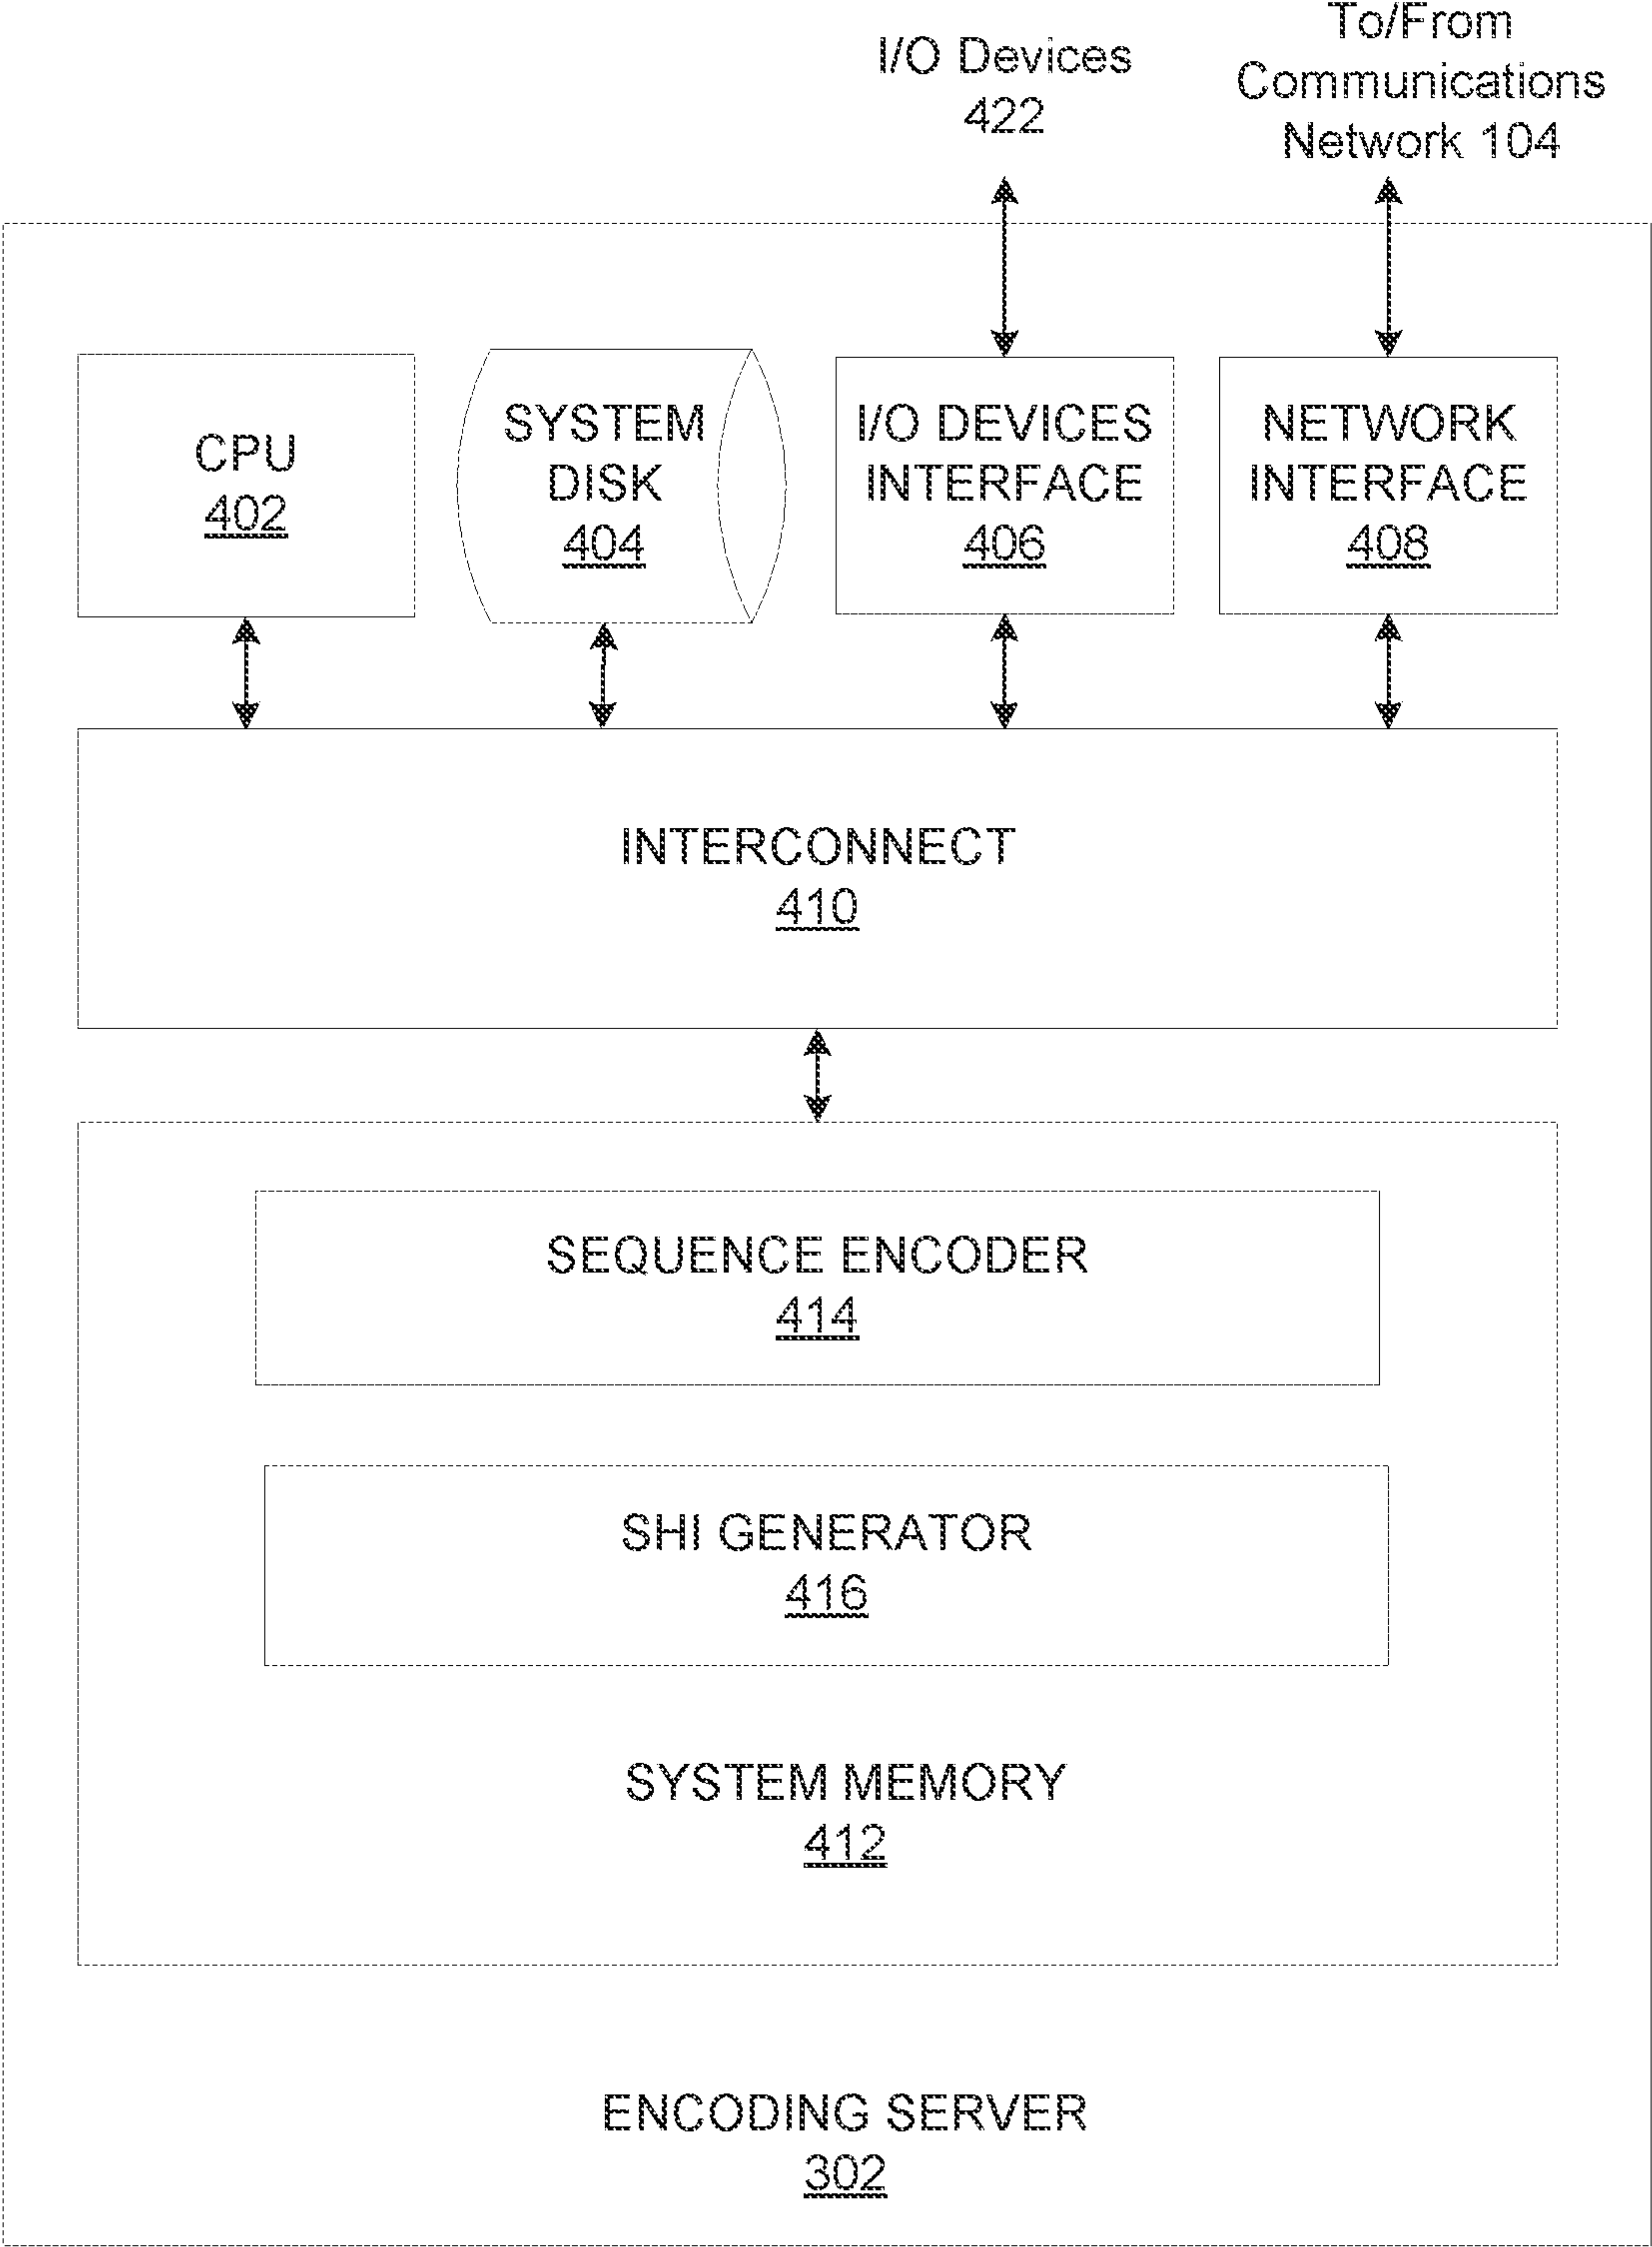 I/O Devices
422
To/From
Communications
Network 104
CPU
402
SYSTEM
DISK
404
I/O DEVICES
INTERFACE
406
NETWORK
INTERFACE
408
INTERCONNECT
410
SEQUENCE ENCODER
414
SHI GENERATOR
416
SYSTEM MEMORY
412
ENCODING SERVER
302